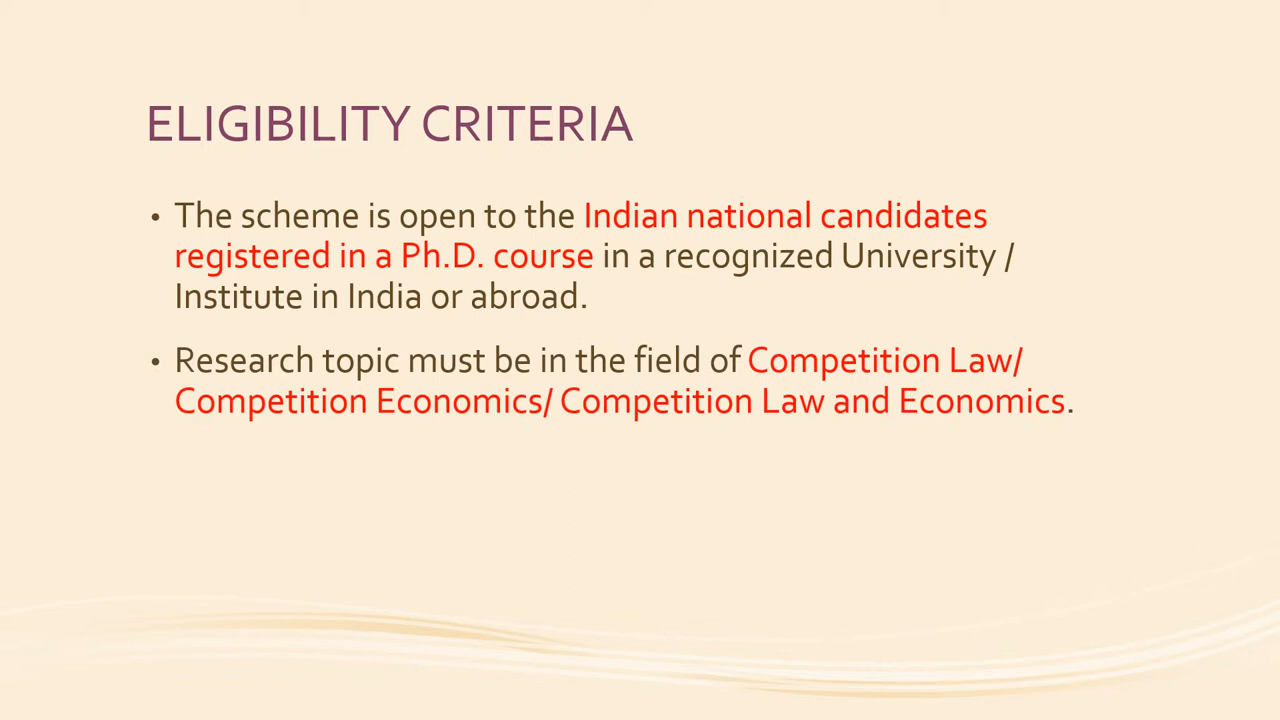 ELIGIBILITY CRITERIA
• The scheme is open to the Indian national candidates
registered in a Ph.D. course in a recognized University /
Institute in India or abroad.
• Research topic must be in the field of Competition Law/
Competition Economics/ Competition Law and Economics.